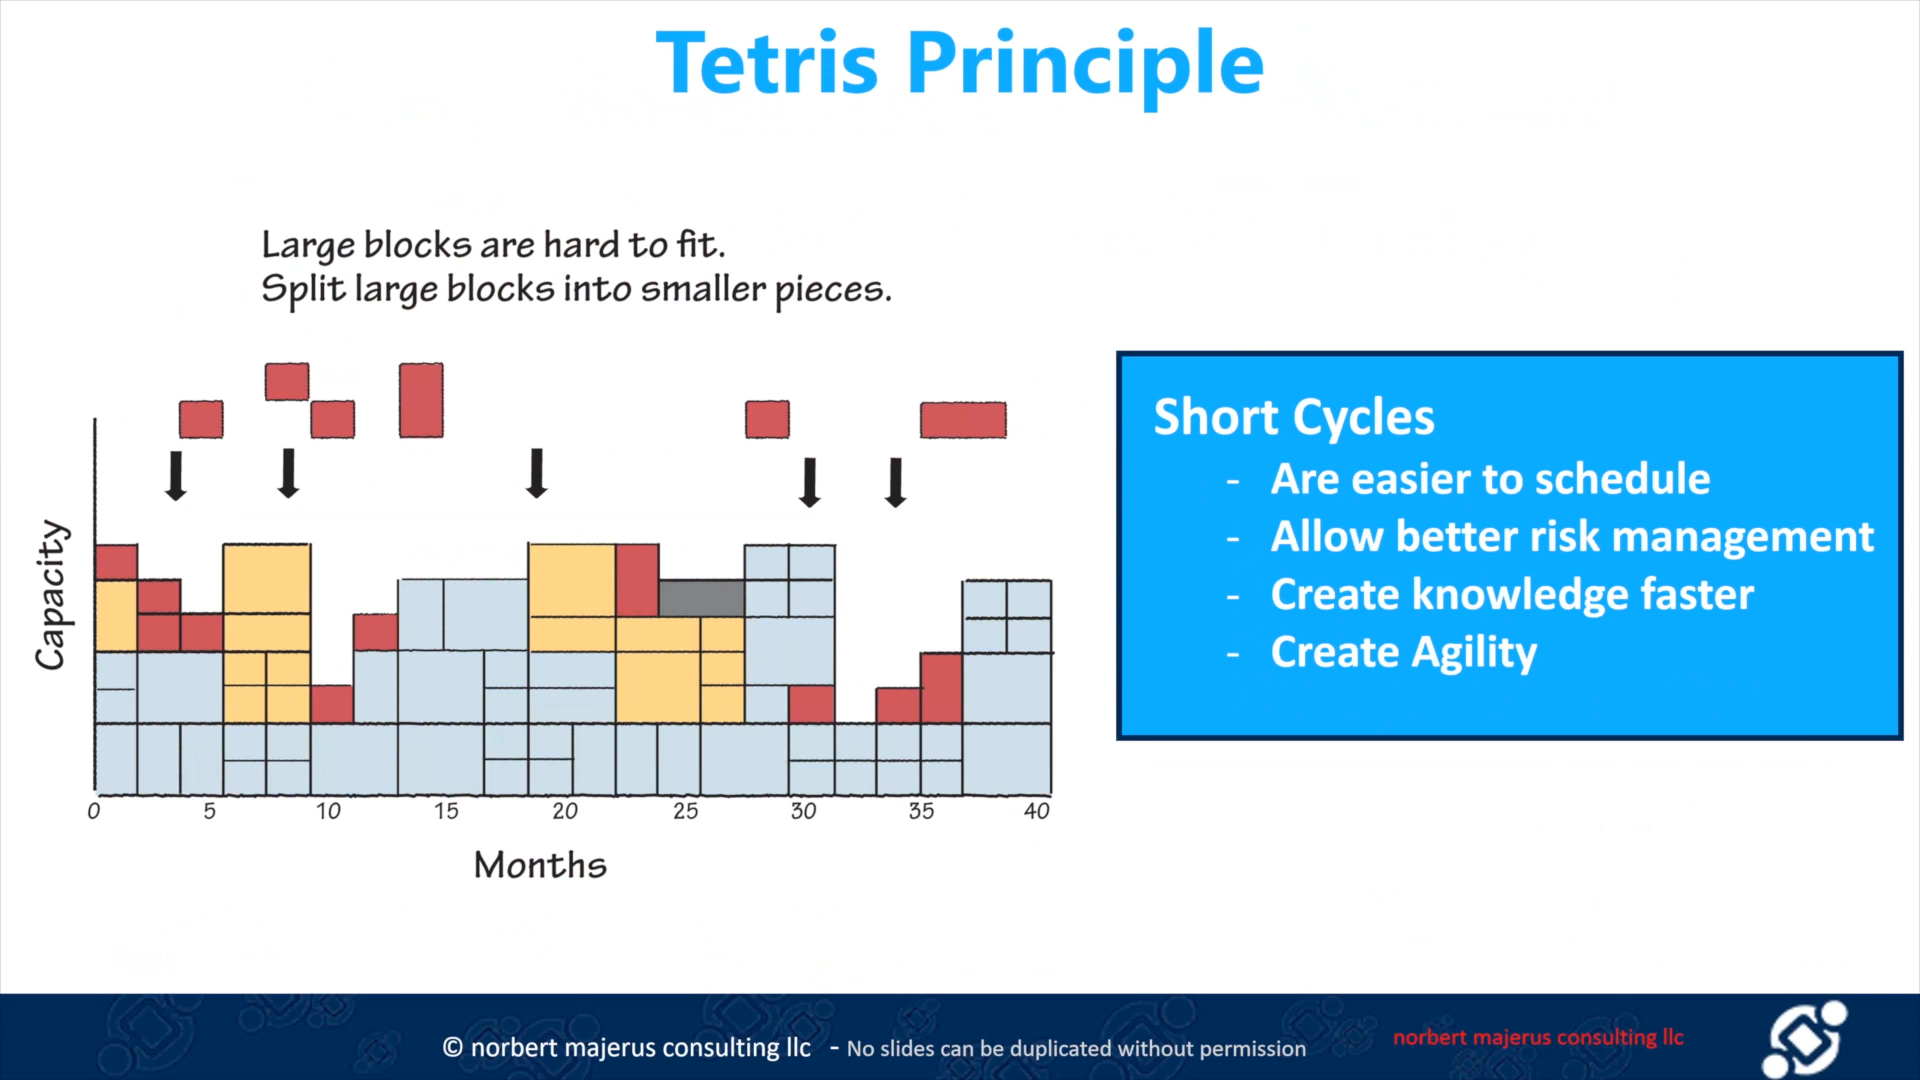 Tetris Principle
Large blocks are hard to fit.
Split large blocks into smaller pieces.
Capacity
0 5 10 15 20 25 30 35 40
Months
Short Cycles
- Are easier to schedule
- Allow better risk management
- Create knowledge faster
- Create Agility
© norbert majerus consulting llc - No slides can be duplicated without permission
norbert majerus consulting llc